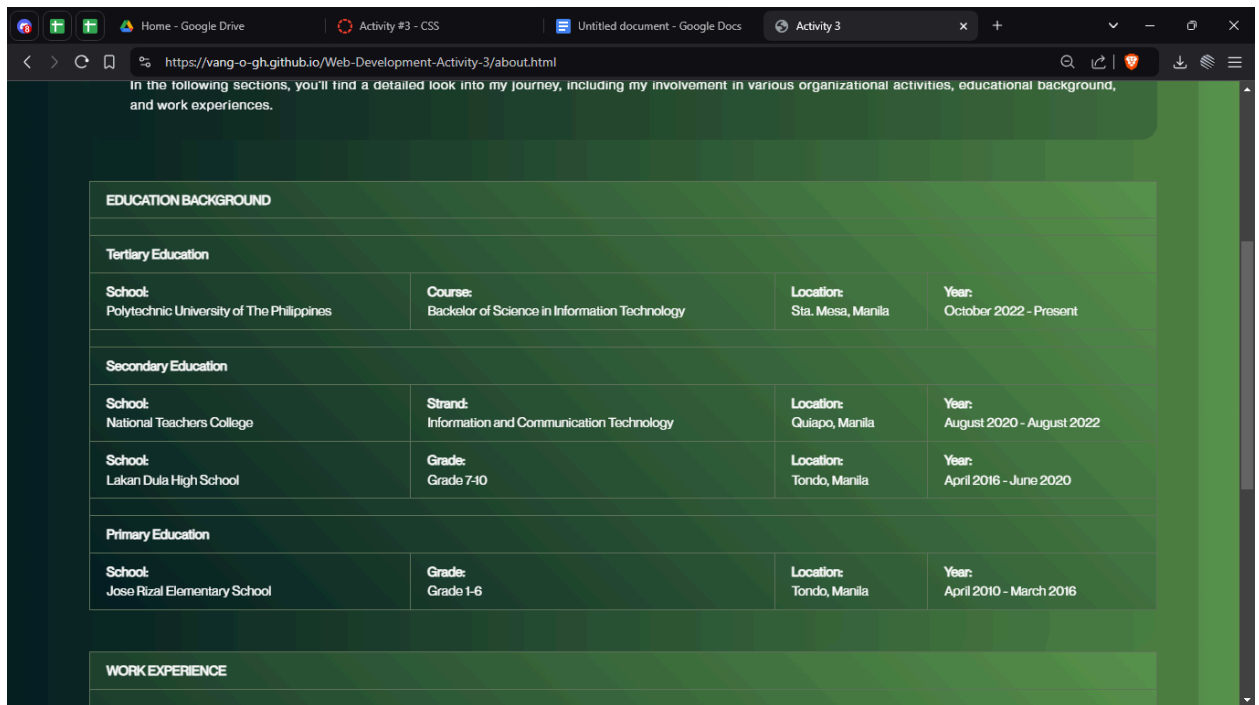 Home - Google Drive
Activity #3 - CSS
Untitled document - Google Docs
Activity 3
https://vang-o-gh.github.io/Web-Development-Activity-3/about.html
In the following sections, you'll find a detailed look into my journey, including my involvement in various organizational activities, educational background,
and work experiences.
EDUCATION BACKGROUND
Tertiary Education
School: Course: Location: Year:
Polytechnic University of The Philippines Backelor of Science in Information Technology Sta. Mesa, Manila October 2022 - Present
Secondary Education
School: Strand: Location: Year:
National Teachers College Information and Communication Technology Quiapo, Manila August 2020 - August 2022
School: Grade: Location: Year:
Lakan Dula High School Grade 7-10 Tondo, Manila April 2016 - June 2020
Primary Education
School: Grade: Location: Year:
Jose Rizal Elementary School Grade 1-6 Tondo, Manila April 2010 - March 2016
WORK EXPERIENCE